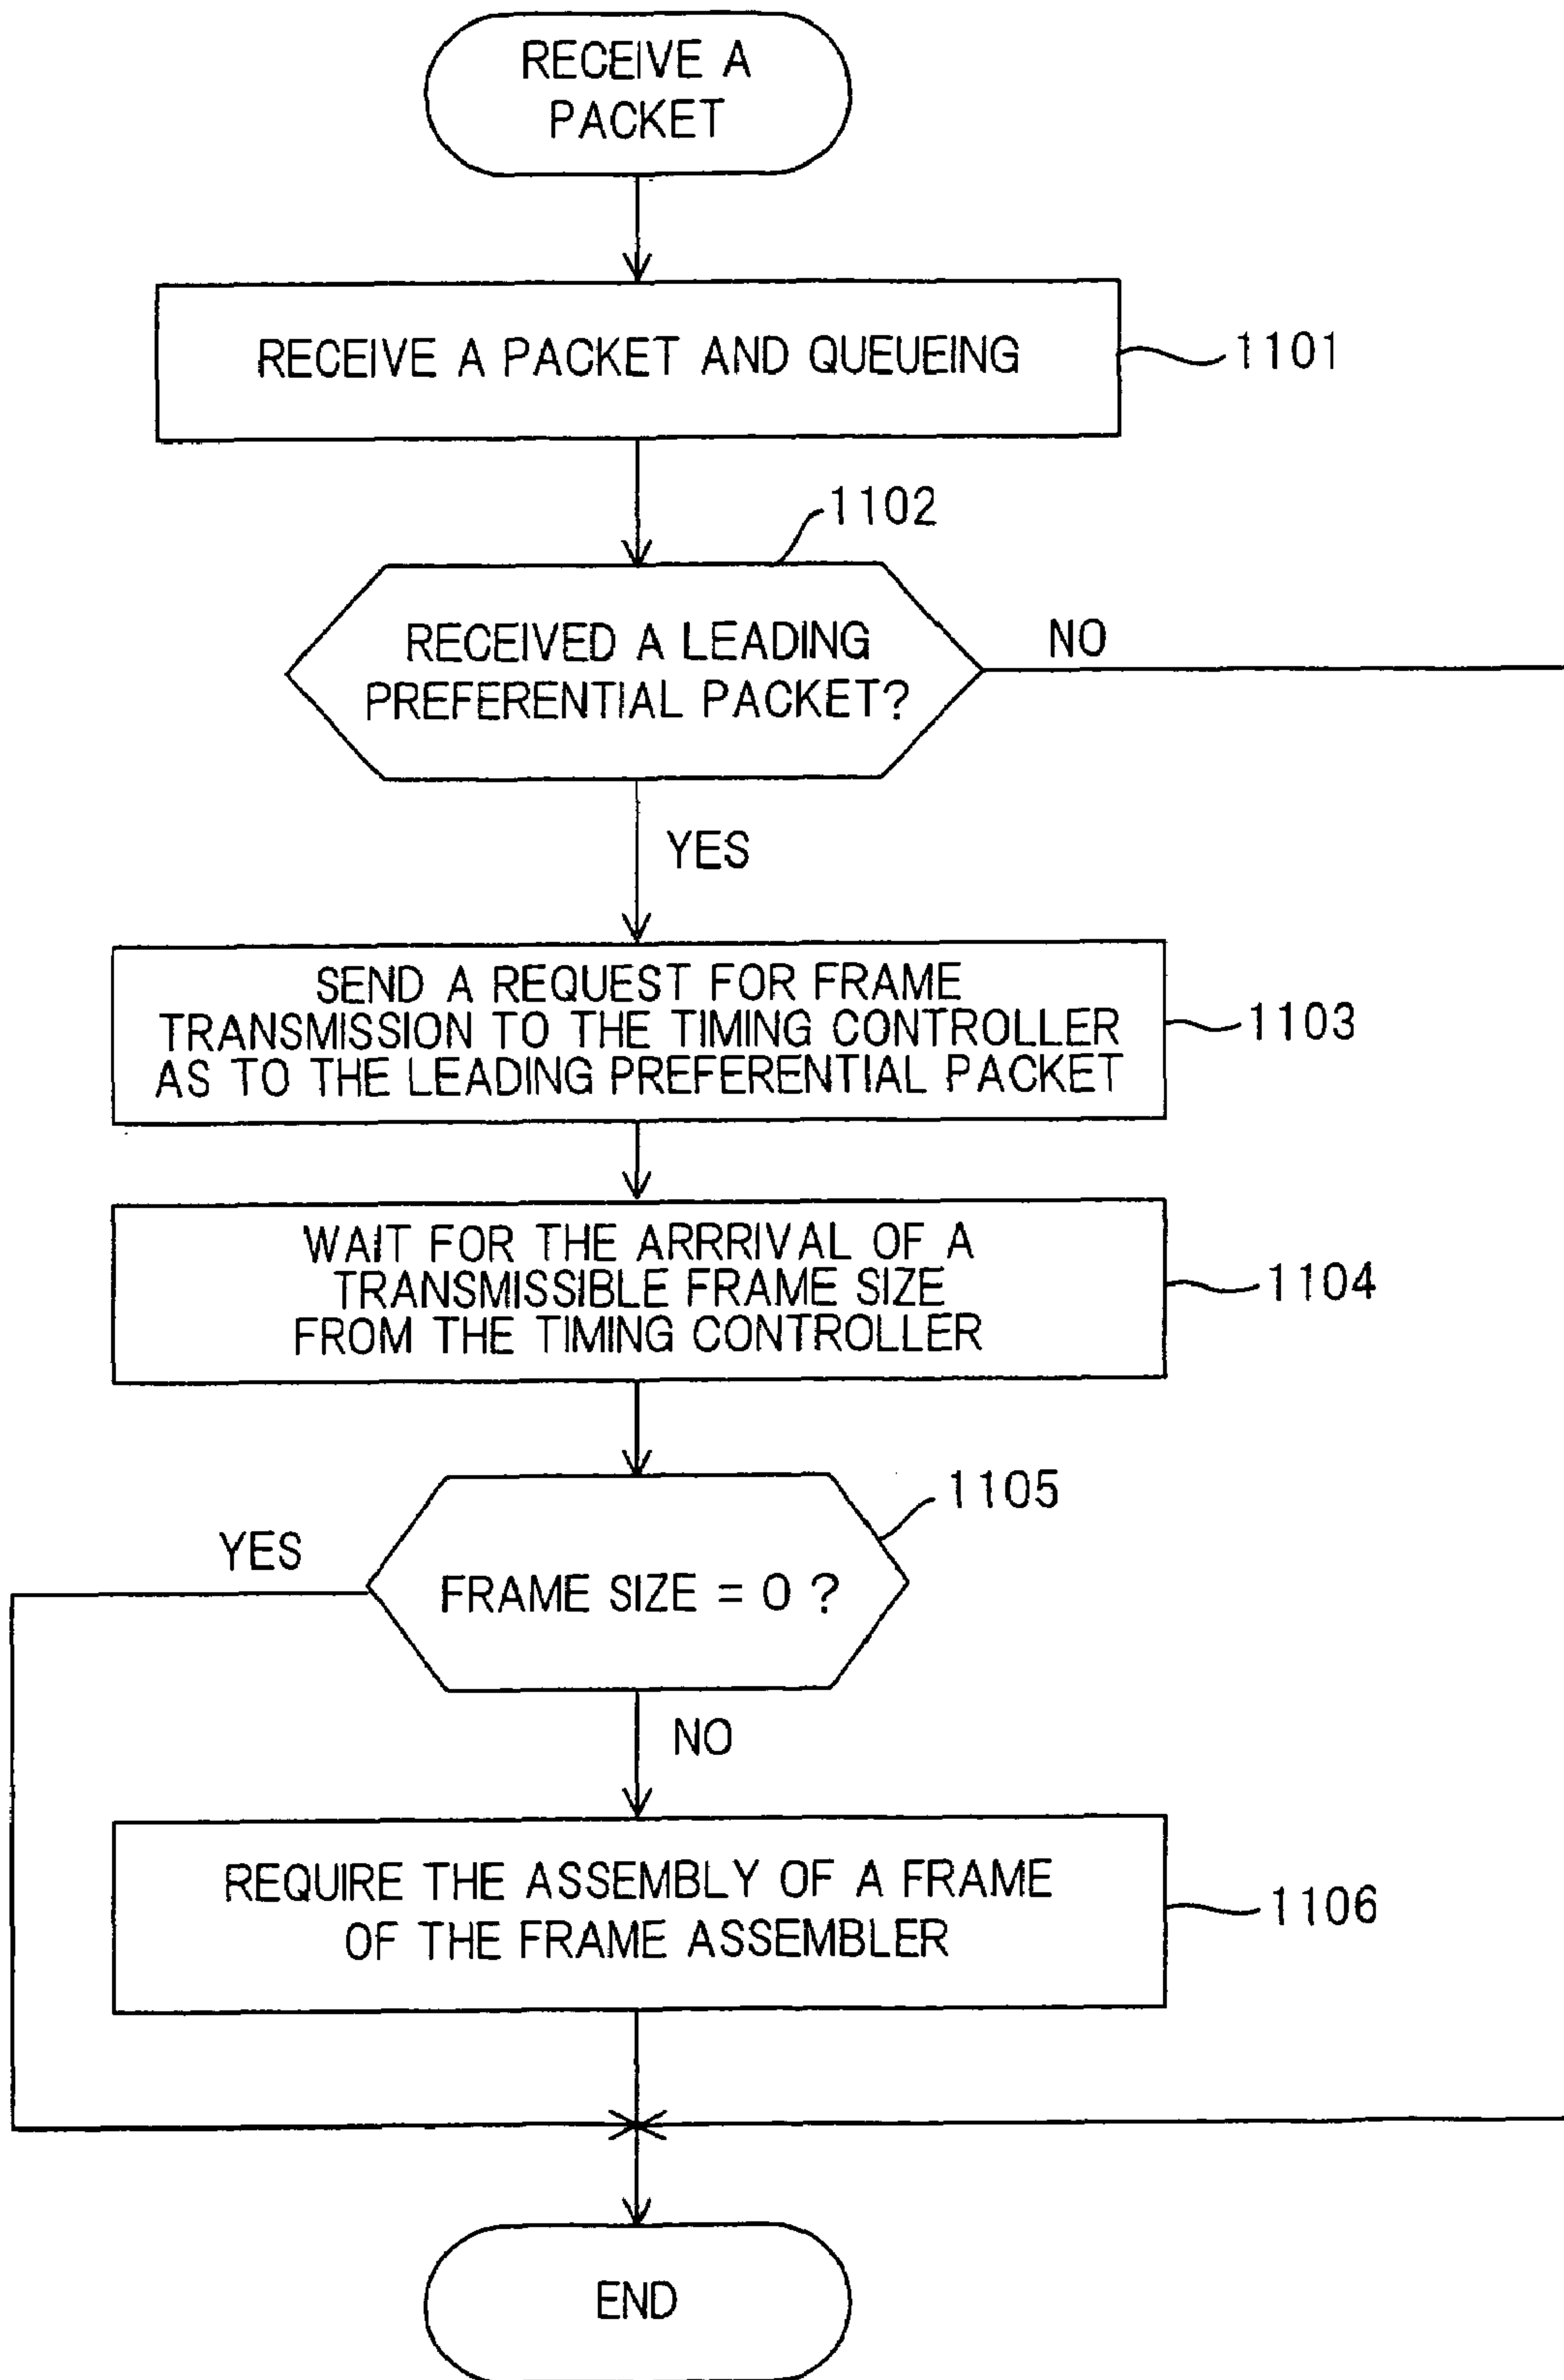 RECEIVE A
PACKET
RECEIVE A PACKET AND QUEUEING
1101
1102
RECEIVED A LEADING
PREFERENTIAL PACKET?
NO
YES
SEND A REQUEST FOR FRAME
TRANSMISSION TO THE TIMING CONTROLLER
AS TO THE LEADING PREFERENTIAL PACKET
1103
WAIT FOR THE ARRRIVAL OF A
TRANSMISSIBLE FRAME SIZE
FROM THE TIMING CONTROLLER
1104
1105
YES
FRAME SIZE = 0 ?
NO
REQUIRE THE ASSEMBLY OF A FRAME
OF THE FRAME ASSEMBLER
1106
END